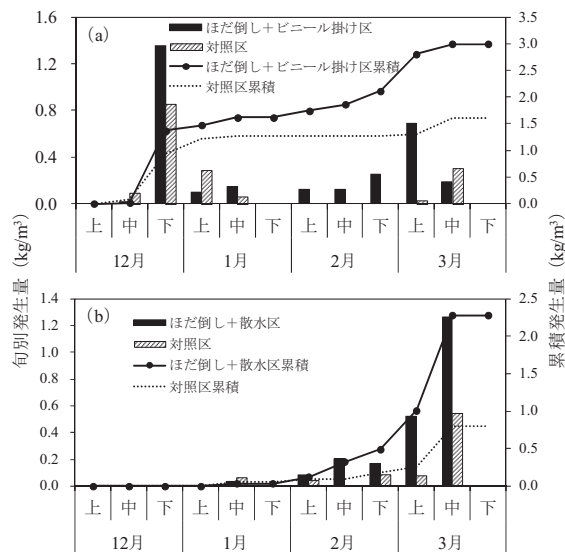 (a)
ほだ倒し＋ビニール掛け区
対照区
ほだ倒し＋ビニール掛け区累積
対照区累積
1.6
1.2
0.8
0.4
0.0
3.5
3.0
2.5
2.0
1.5
1.0
0.5
0.0
上 中 下 上 中 下 上 中 下 上 中 下
12月 1月 2月 3月
旬別発生量（kg/m³）
累積発生量（kg/m³）
(b)
ほだ倒し＋散水区
対照区
ほだ倒し＋散水区累積
対照区累積
1.4
1.2
1.0
0.8
0.6
0.4
0.2
0.0
2.5
2.0
1.5
1.0
0.5
0.0
上 中 下 上 中 下 上 中 下 上 中 下
12月 1月 2月 3月